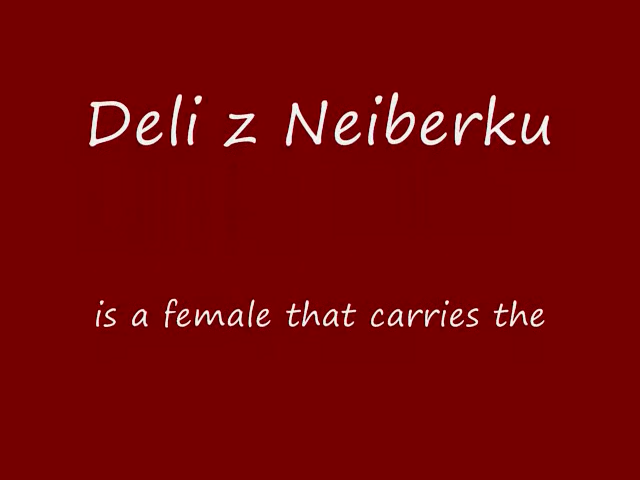 Deli z Neiberku
is a female that carries the